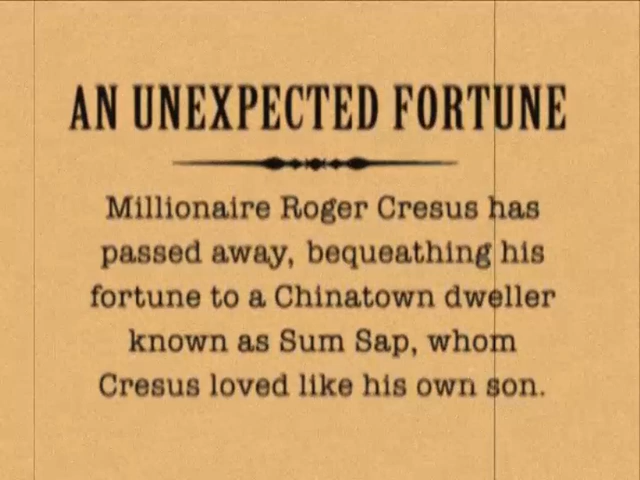 AN UNEXPECTED FORTUNE
Millionaire Roger Cresus has
passed away, bequeathing his
fortune to a Chinatown dweller
known as Sum Sap, whom
Cresus loved like his own son.